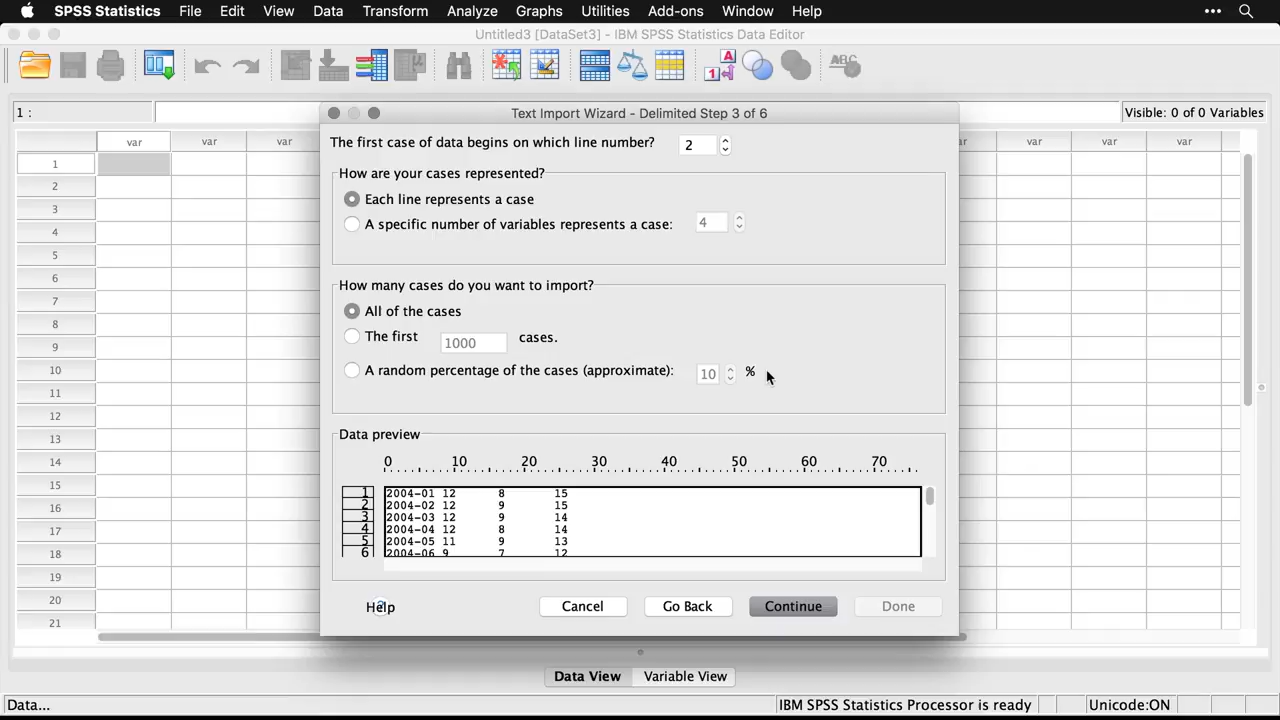 SPSS Statistics File Edit View Data Transform Analyze Graphs Utilities Add-ons Window Help
Untitled3 [DataSet3] - IBM SPSS Statistics Data Editor
A
1
ABC
1 :
Visible: 0 of 0 Variables
Text Import Wizard - Delimited Step 3 of 6
var var var ar var var var
The first case of data begins on which line number? 2
How are your cases represented?
Each line represents a case
A specific number of variables represents a case: 4
How many cases do you want to import?
All of the cases
The first 1000 cases.
A random percentage of the cases (approximate): 10 %
Data preview
0 10 20 30 40 50 60 70
1 2004-01 12 8 15
2 2004-02 12 9 15
3 2004-03 12 9 14
4 2004-04 12 8 14
5 2004-05 11 9 13
6 2004-06 9 7 12
Help Cancel Go Back Continue Done
1
2
3
4
5
6
7
8
9
10
11
12
13
14
15
16
17
18
19
20
21
Data View Variable View
Data... IBM SPSS Statistics Processor is ready Unicode:ON